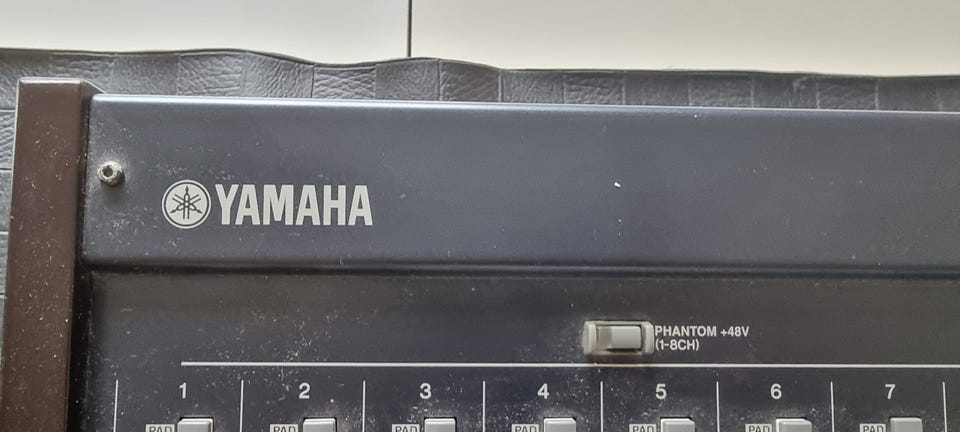 YAMAHA
PHANTOM +48V
(1-8CH)
1 2 3 4 5 6 7
PAD PAD PAD PAD PAD PAD PAD